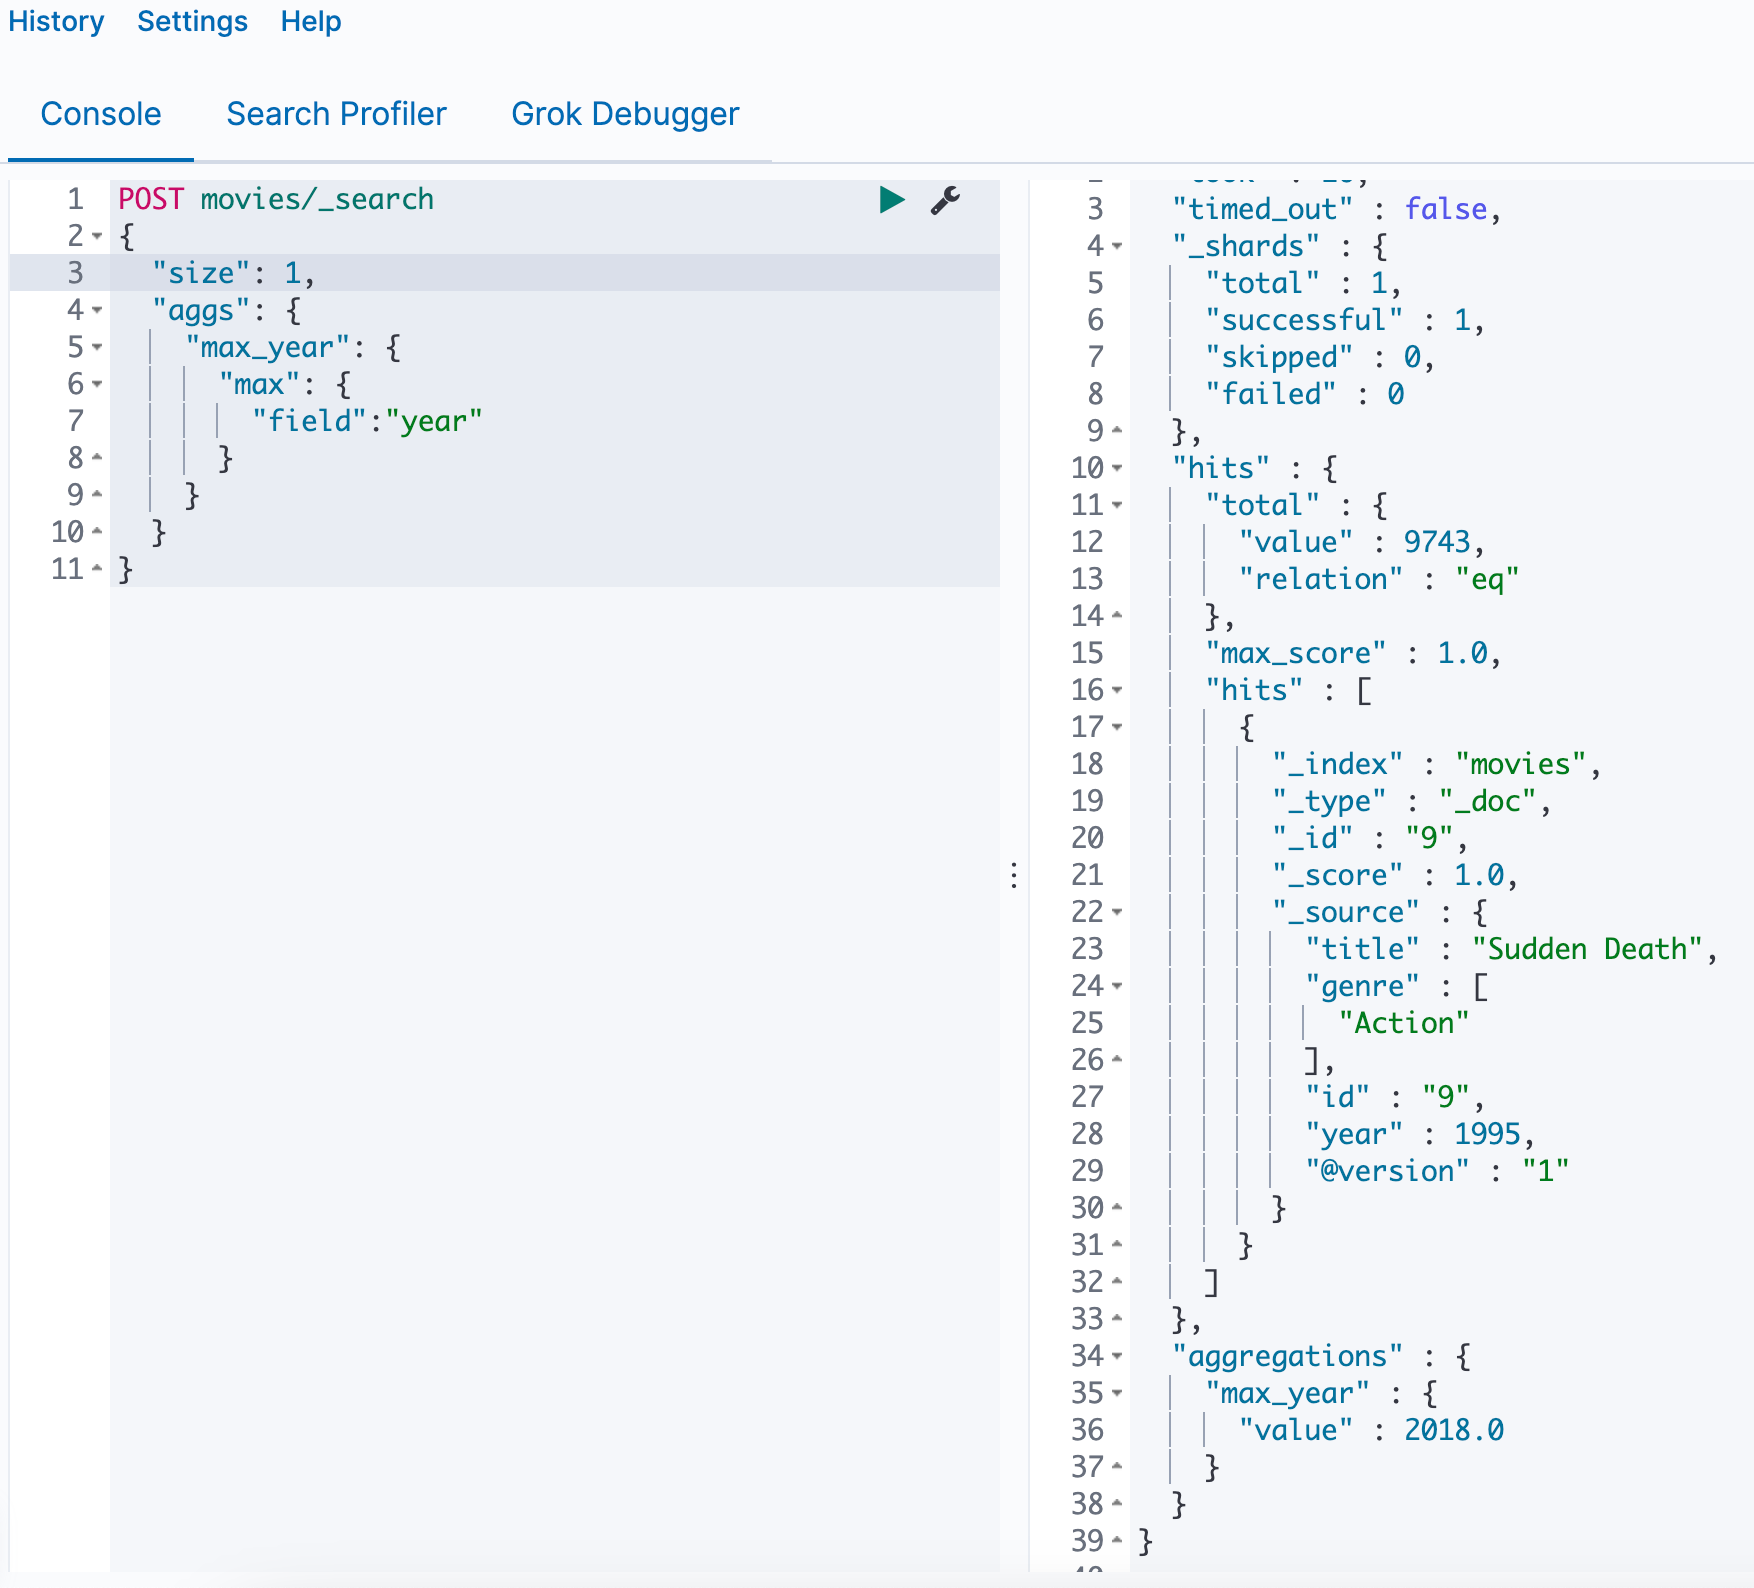 History Settings Help
Console Search Profiler Grok Debugger
1 POST movies/_search
2 {
3 "size": 1,
4 "aggs": {
5 "max_year": {
6 "max": {
7 "field":"year"
8 }
9 }
10 }
11 }
3 "timed_out" : false,
4 "_shards" : {
5 "total" : 1,
6 "successful" : 1,
7 "skipped" : 0,
8 "failed" : 0
9 },
10 "hits" : {
11 "total" : {
12 "value" : 9743,
13 "relation" : "eq"
14 },
15 "max_score" : 1.0,
16 "hits" : [
17 {
18 "_index" : "movies",
19 "_type" : "_doc",
20 "_id" : "9",
21 "_score" : 1.0,
22 "_source" : {
23 "title" : "Sudden Death",
24 "genre" : [
25 "Action"
26 ],
27 "id" : "9",
28 "year" : 1995,
29 "@version" : "1"
30 }
31 }
32 ]
33 },
34 "aggregations" : {
35 "max_year" : {
36 "value" : 2018.0
37 }
38 }
39 }